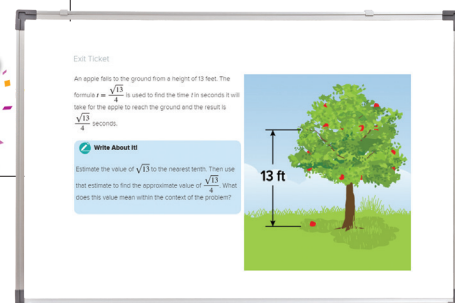 Exit Ticket
An apple falls to the ground from a height of 13 feet. The
formula t = √13/4 is used to find the time t in seconds it will
take for the apple to reach the ground and the result is
√13/4 seconds.
Write About It!
Estimate the value of √13 to the nearest tenth. Then use
that estimate to find the approximate value of √13/4. What
does this value mean within the context of the problem?
13 ft